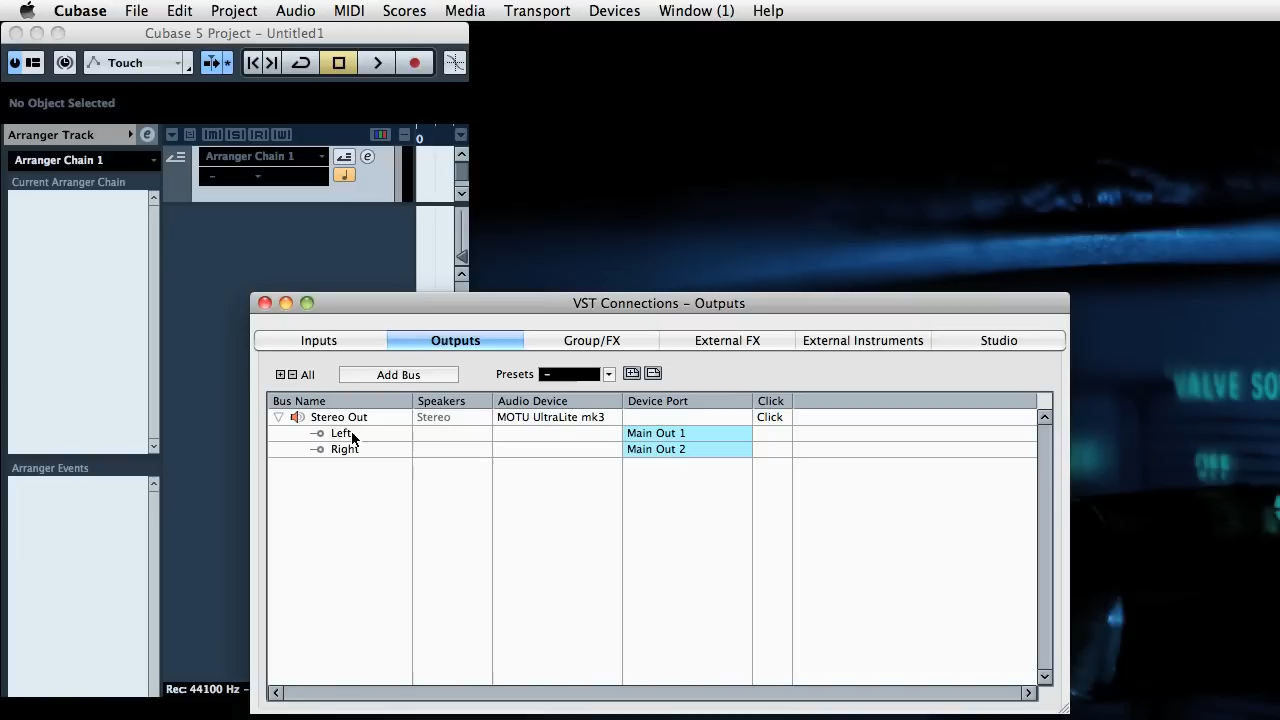 Cubase File Edit Project Audio MIDI Scores Media Transport Devices Window (1) Help
Cubase 5 Project - Untitled1
Touch
No Object Selected
Arranger Track
0
Arranger Chain 1
Arranger Chain 1
Current Arranger Chain
Arranger Events
Rec: 44100 Hz -
VST Connections - Outputs
Inputs Outputs Group/FX External FX External Instruments Studio
All Add Bus Presets -
Bus Name Speakers Audio Device Device Port Click
Stereo Out Stereo MOTU UltraLite mk3 Click
Left Main Out 1
Right Main Out 2
VALVE SO